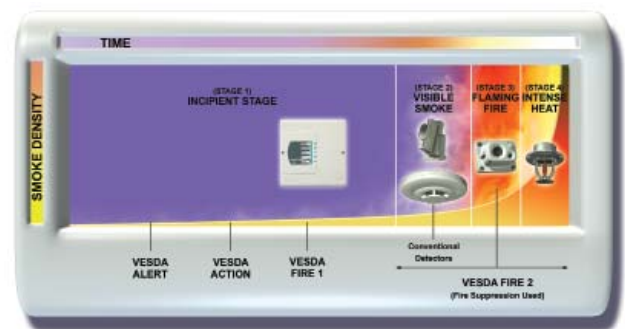 TIME
SMOKE DENSITY
(STAGE 1)
INCIPIENT STAGE
(STAGE 2)
VISIBLE
SMOKE
(STAGE 3)
FLAMING
FIRE
(STAGE 4)
INTENSE
HEAT
VESDA
ALERT
VESDA
ACTION
VESDA
FIRE 1
Conventional
Detectors
VESDA FIRE 2
(Fire Suppression Used)